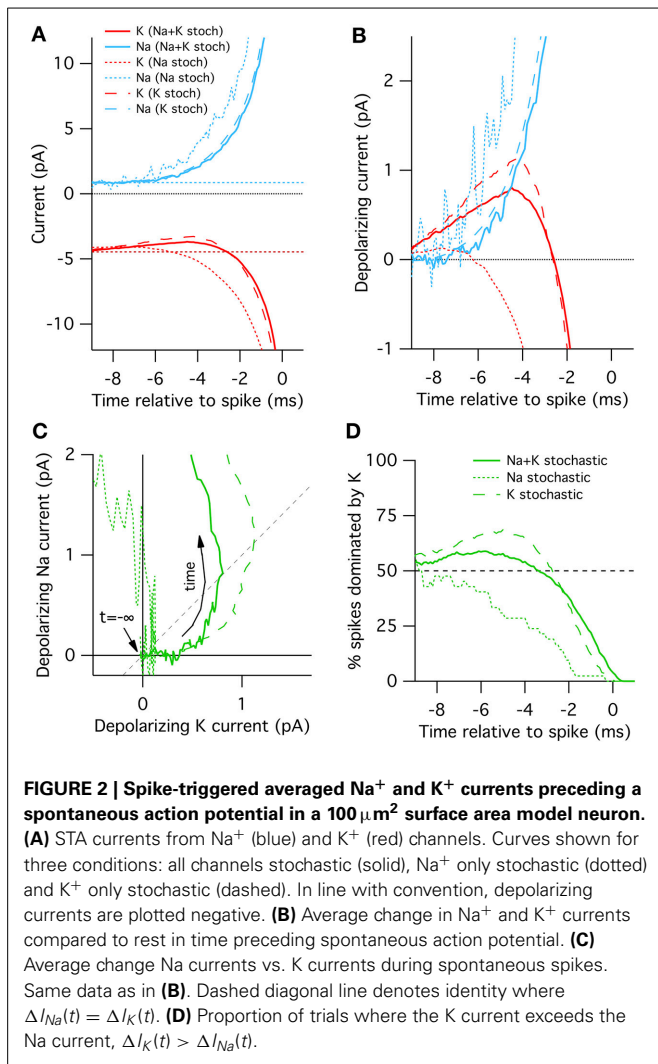 A
K (Na+K stoch)
Na (Na+K stoch)
K (Na stoch)
Na (Na stoch)
K (K stoch)
Na (K stoch)
10
5
0
-5
-10
Current (pA)
-8 -6 -4 -2 0
Time relative to spike (ms)
B
2
1
0
-1
Depolarizing current (pA)
-8 -6 -4 -2 0
Time relative to spike (ms)
C
2
1
0
Depolarizing Na current (pA)
time
t=-∞
0 1
Depolarizing K current (pA)
D
Na+K stochastic
Na stochastic
K stochastic
100
75
50
25
0
% spikes dominated by K
-8 -6 -4 -2 0
Time relative to spike (ms)
FIGURE 2 | Spike-triggered averaged Na⁺ and K⁺ currents preceding a
spontaneous action potential in a 100 μm² surface area model neuron.
(A) STA currents from Na⁺ (blue) and K⁺ (red) channels. Curves shown for
three conditions: all channels stochastic (solid), Na⁺ only stochastic (dotted)
and K⁺ only stochastic (dashed). In line with convention, depolarizing
currents are plotted negative. (B) Average change in Na⁺ and K⁺ currents
compared to rest in time preceding spontaneous action potential. (C)
Average change Na currents vs. K currents during spontaneous spikes.
Same data as in (B). Dashed diagonal line denotes identity where
ΔI_Na(t) = ΔI_K(t). (D) Proportion of trials where the K current exceeds the
Na current, ΔI_K(t) > ΔI_Na(t).